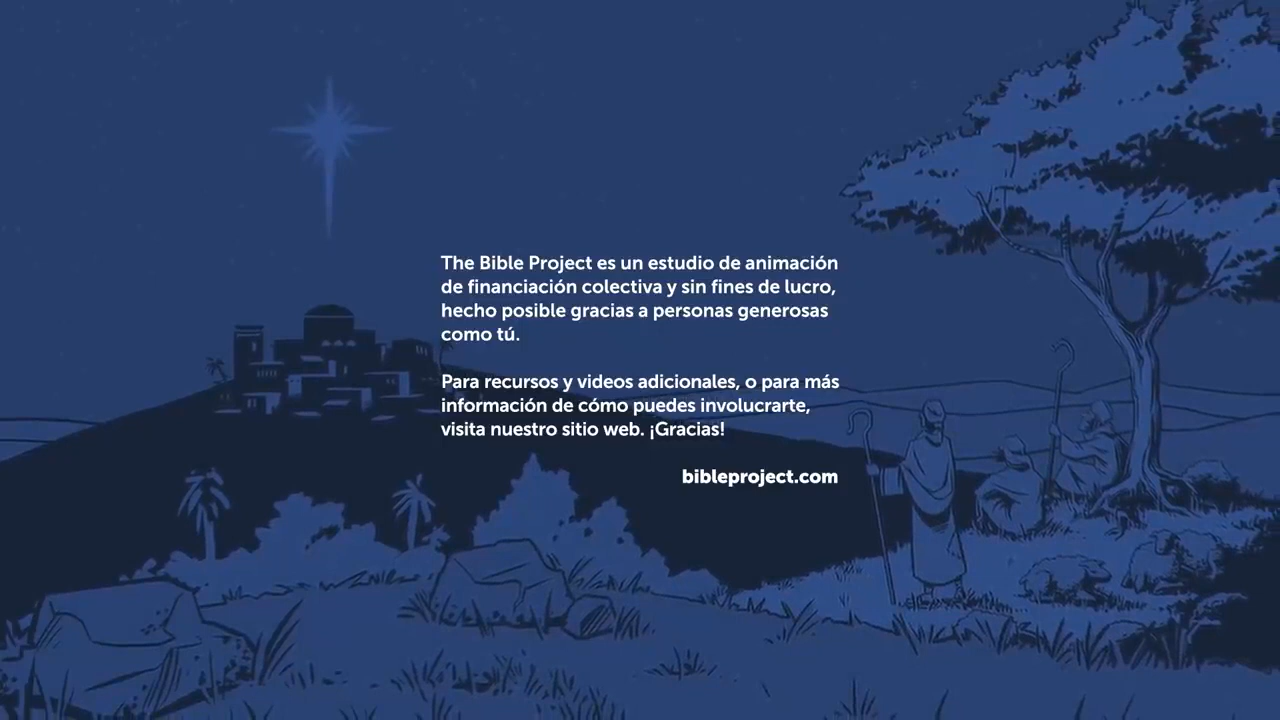 The Bible Project es un estudio de animación
de financiación colectiva y sin fines de lucro,
hecho posible gracias a personas generosas
como tú.
Para recursos y videos adicionales, o para más
información de cómo puedes involucrarte,
visita nuestro sitio web. ¡Gracias!
bibleproject.com